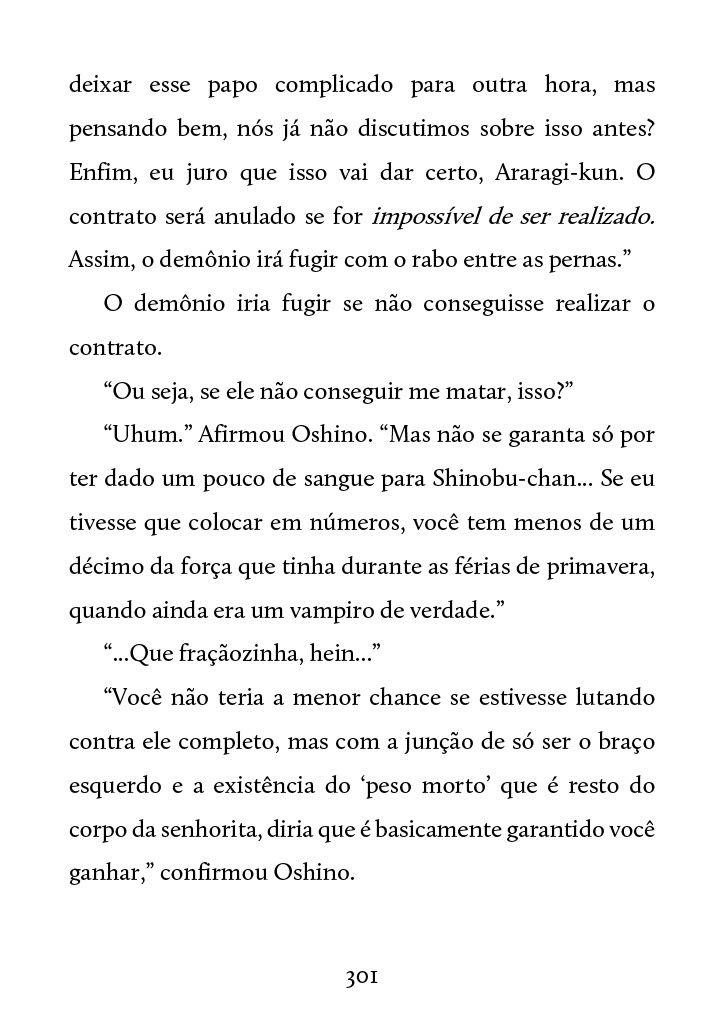 deixar esse papo complicado para outra hora, mas
pensando bem, nós já não discutimos sobre isso antes?
Enfim, eu juro que isso vai dar certo, Araragi-kun. O
contrato será anulado se for impossível de ser realizado.
Assim, o demônio irá fugir com o rabo entre as pernas.”
O demônio iria fugir se não conseguisse realizar o
contrato.
“Ou seja, se ele não conseguir me matar, isso?”
“Uhum.” Afirmou Oshino. “Mas não se garanta só por
ter dado um pouco de sangue para Shinobu-chan... Se eu
tivesse que colocar em números, você tem menos de um
décimo da força que tinha durante as férias de primavera,
quando ainda era um vampiro de verdade.”
“...Que fraçãozinha, hein...”
“Você não teria a menor chance se estivesse lutando
contra ele completo, mas com a junção de só ser o braço
esquerdo e a existência do ‘peso morto’ que é resto do
corpo da senhorita, diria que é basicamente garantido você
ganhar,” confirmou Oshino.
301